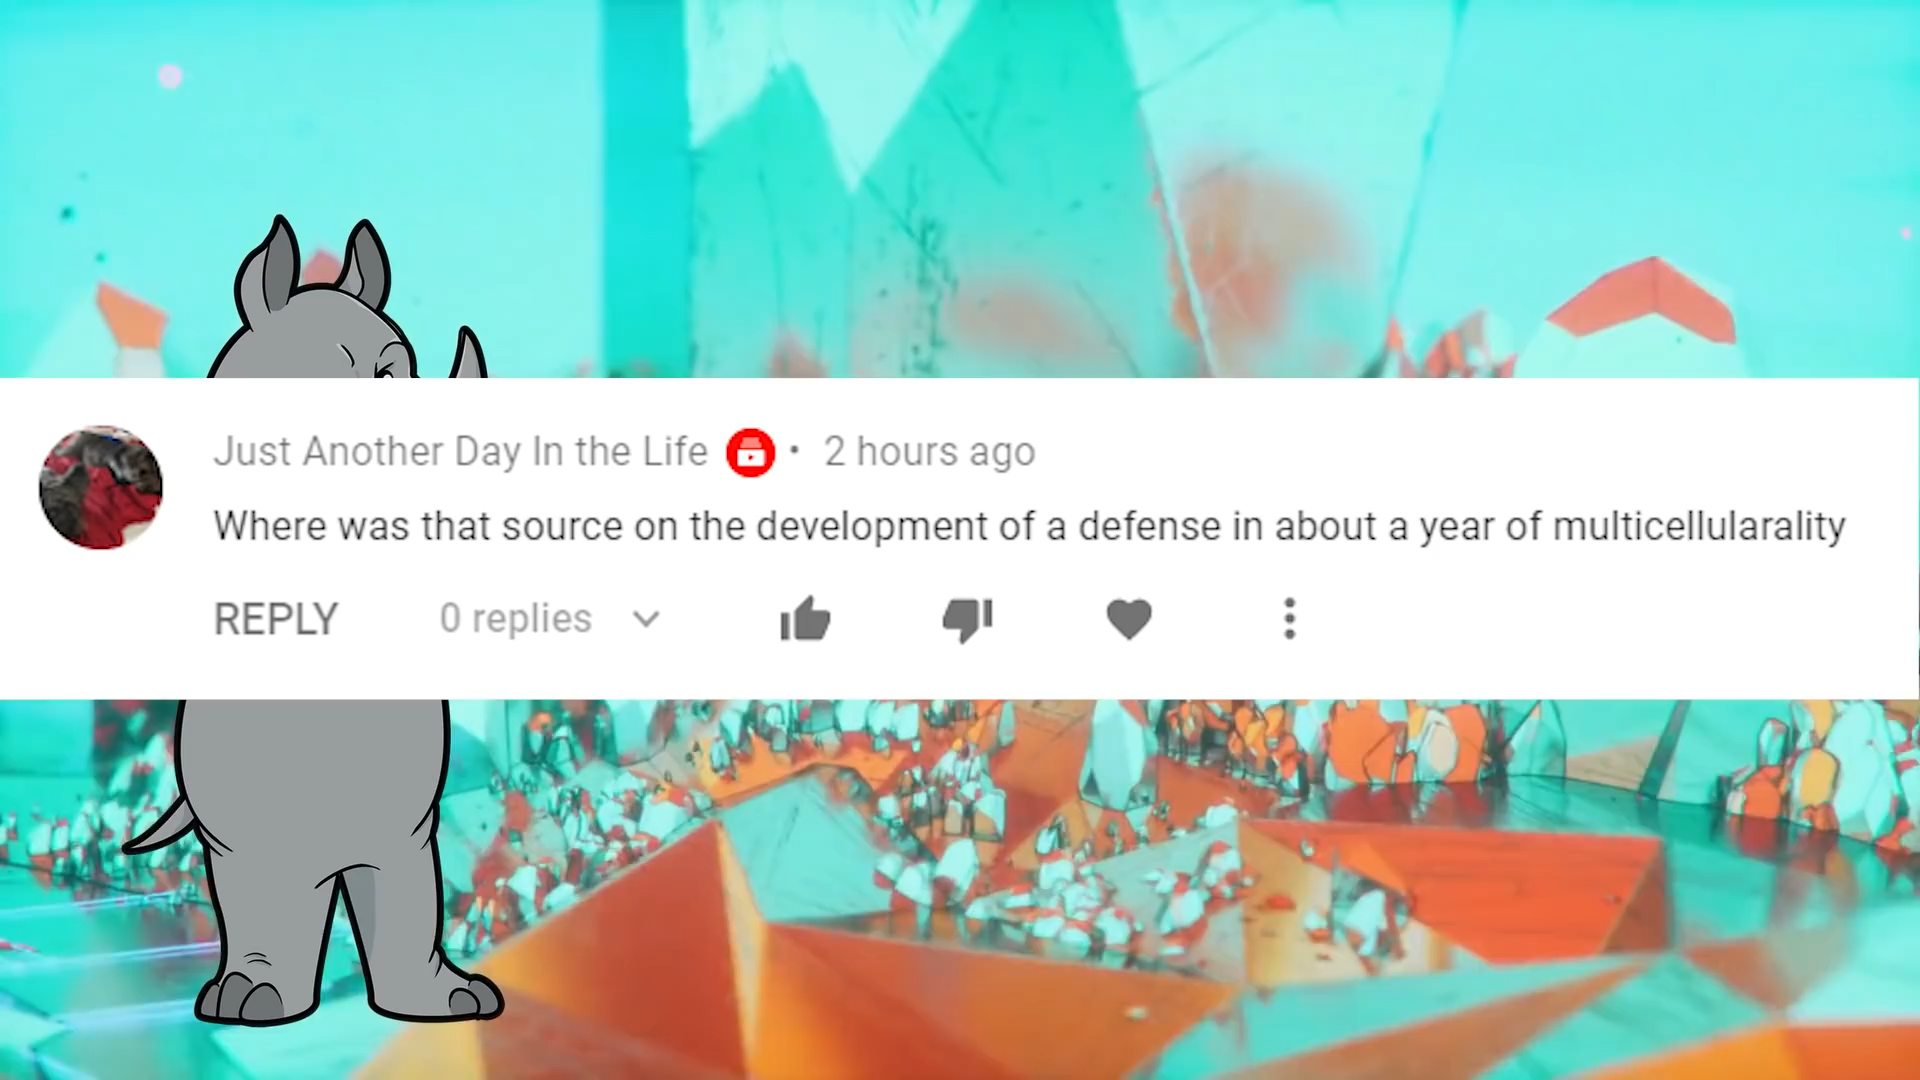 Just Another Day In the Life • 2 hours ago
Where was that source on the development of a defense in about a year of multicellularality
REPLY 0 replies